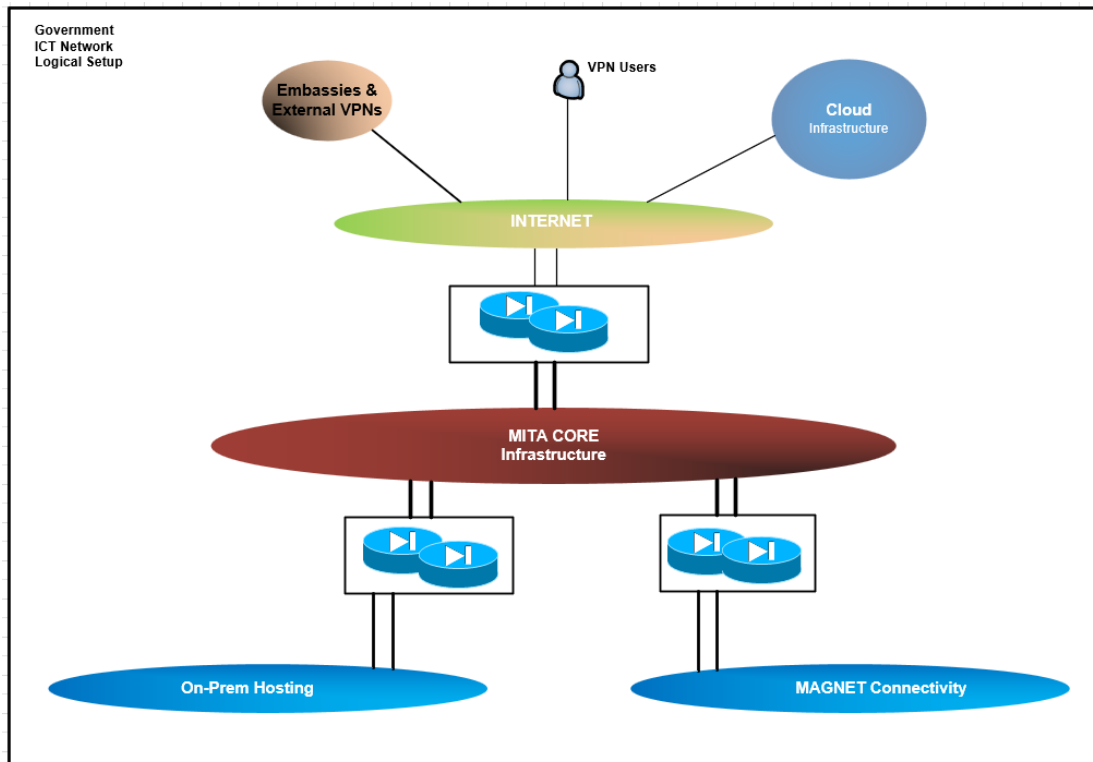 Government
ICT Network
Logical Setup
Embassies &
External VPNs
VPN Users
Cloud
Infrastructure
INTERNET
MITA CORE
Infrastructure
On-Prem Hosting
MAGNET Connectivity